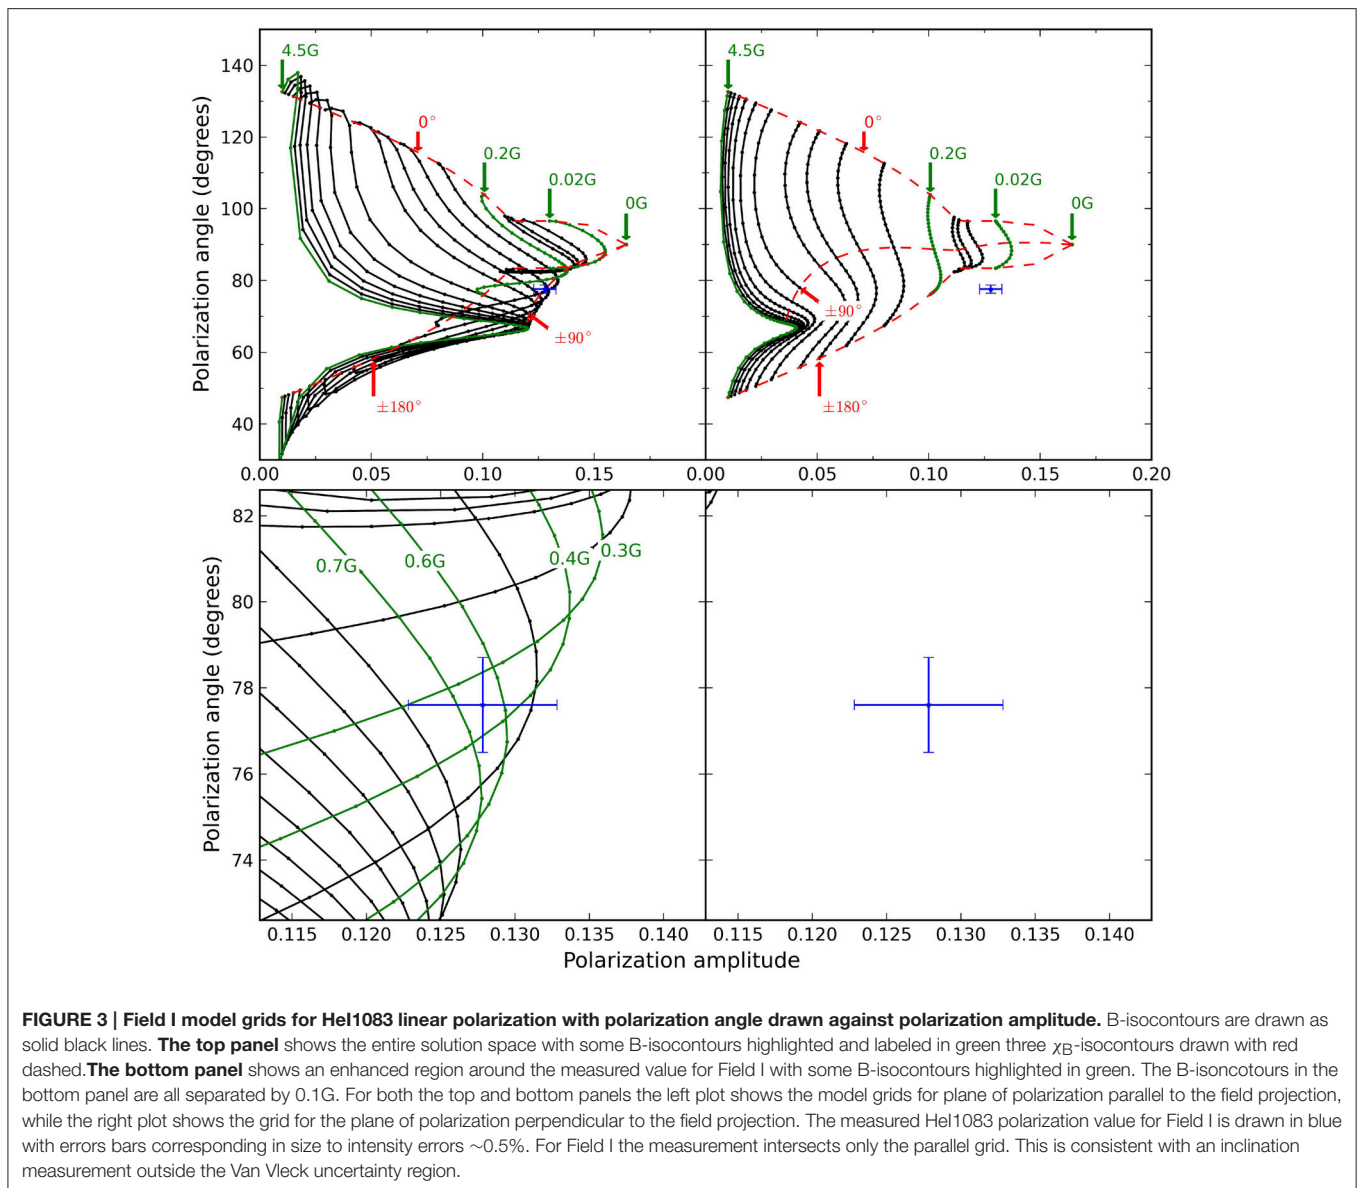 4.5G
0°
0.2G
0.02G
0G
±90°
±180°
140
120
100
80
60
40
Polarization angle (degrees)
0.00
0.05
0.10
0.15
4.5G
0°
0.2G
0.02G
0G
±90°
±180°
0.00
0.05
0.10
0.15
0.20
82
80
78
76
74
Polarization angle (degrees)
0.7G
0.6G
0.4G
0.3G
0.115
0.120
0.125
0.130
0.135
0.140
0.115
0.120
0.125
0.130
0.135
0.140
Polarization amplitude
FIGURE 3 | Field I model grids for HeI1083 linear polarization with polarization angle drawn against polarization amplitude. B-isocontours are drawn as
solid black lines. The top panel shows the entire solution space with some B-isocontours highlighted and labeled in green three χB-isocontours drawn with red
dashed.The bottom panel shows an enhanced region around the measured value for Field I with some B-isocontours highlighted in green. The B-isoncotours in the
bottom panel are all separated by 0.1G. For both the top and bottom panels the left plot shows the model grids for plane of polarization parallel to the field projection,
while the right plot shows the grid for the plane of polarization perpendicular to the field projection. The measured HeI1083 polarization value for Field I is drawn in blue
with errors bars corresponding in size to intensity errors ∼0.5%. For Field I the measurement intersects only the parallel grid. This is consistent with an inclination
measurement outside the Van Vleck uncertainty region.